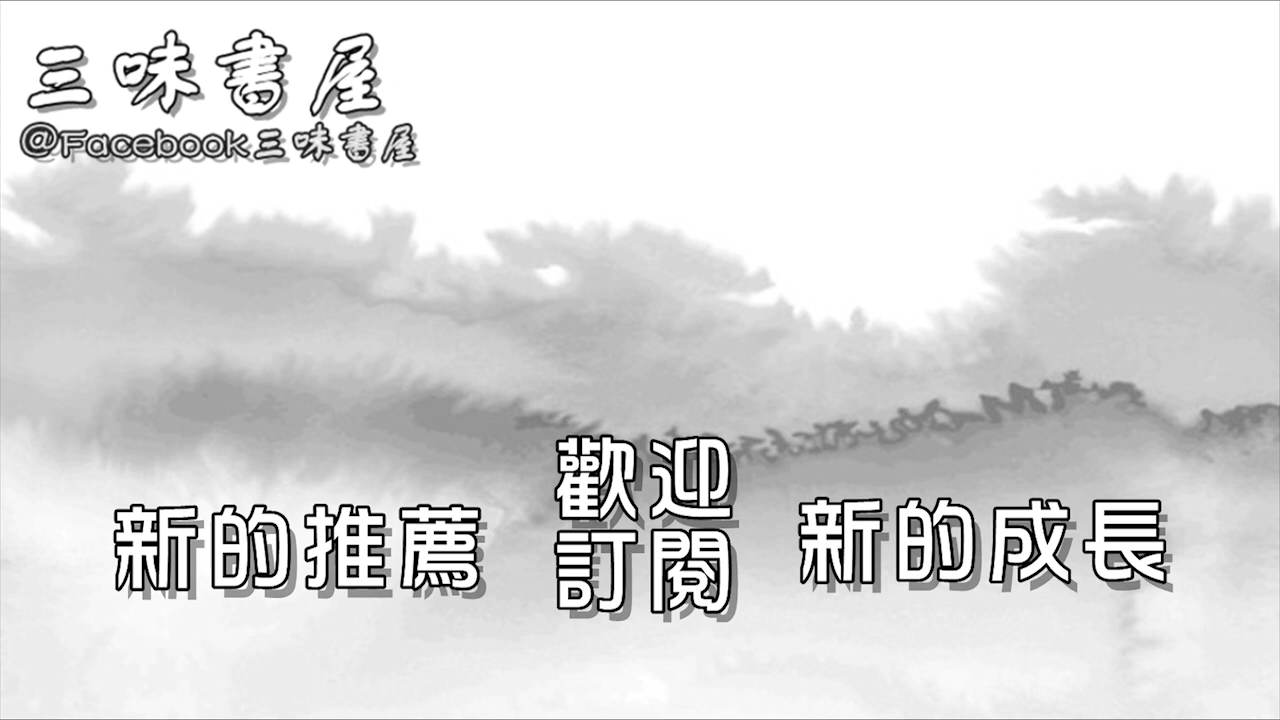 三味書屋
@Facebook三味書屋
新的推薦
歡迎
訂閱
新的成長